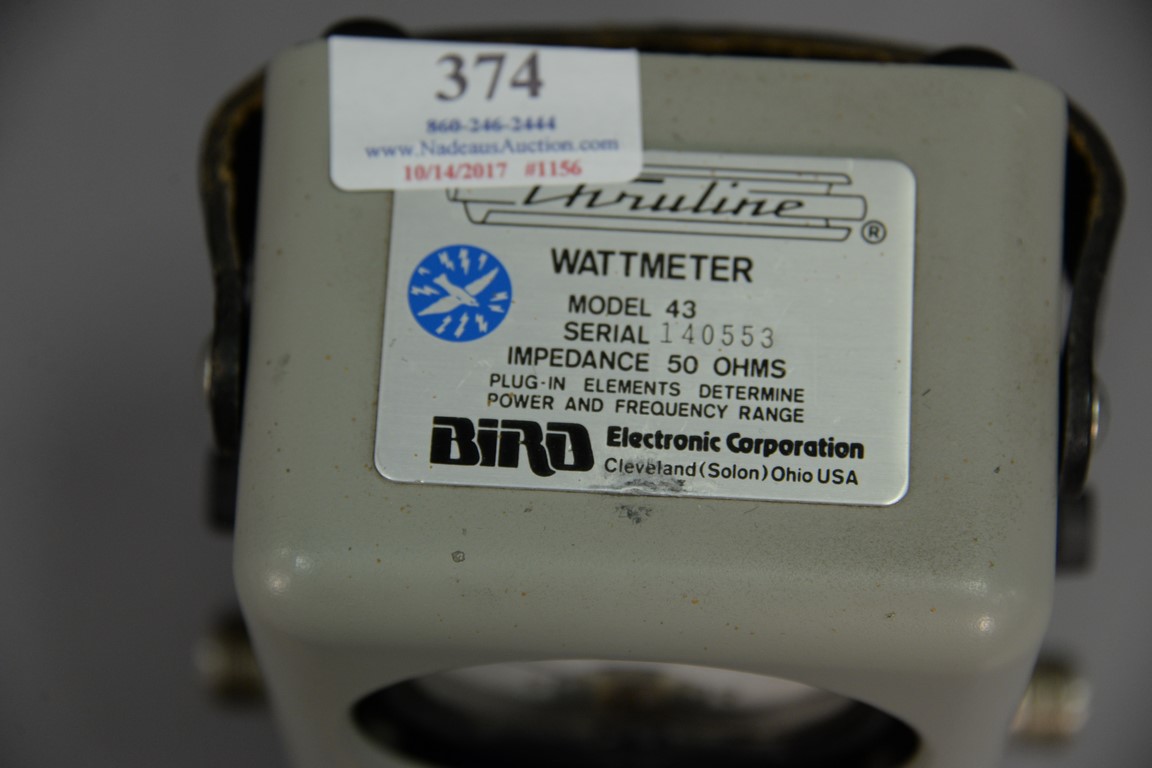 374
860-246-2444
www.NadeausAuction.com
10/14/2017 #1156
Thruline ®
WATTMETER
MODEL 43
SERIAL 140553
IMPEDANCE 50 OHMS
PLUG-IN ELEMENTS DETERMINE
POWER AND FREQUENCY RANGE
BIRD Electronic Corporation
Cleveland (Solon) Ohio USA